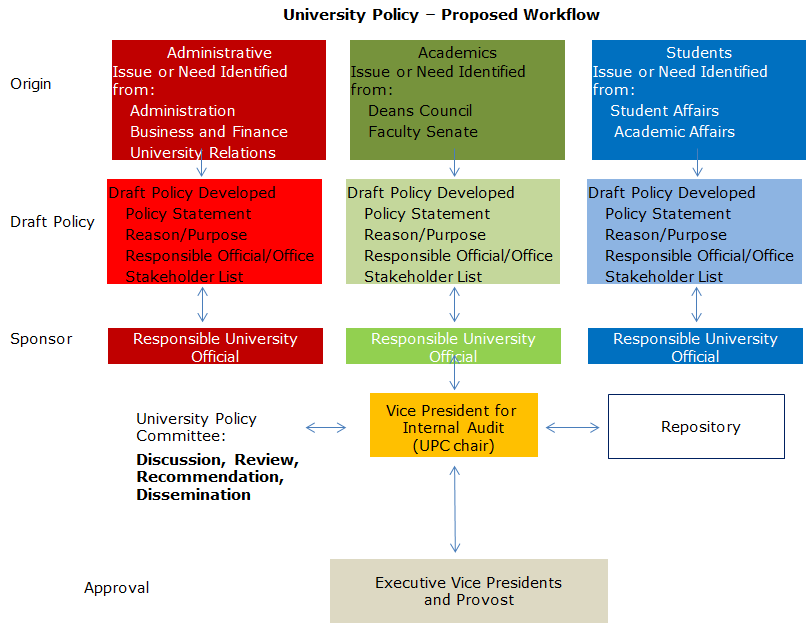 University Policy – Proposed Workflow
Origin
Administrative
Issue or Need Identified
from:
Administration
Business and Finance
University Relations
Academics
Issue or Need Identified
from:
Deans Council
Faculty Senate
Students
Issue or Need Identified
from:
Student Affairs
Academic Affairs
Draft Policy
Draft Policy Developed
Policy Statement
Reason/Purpose
Responsible Official/Office
Stakeholder List
Draft Policy Developed
Policy Statement
Reason/Purpose
Responsible Official/Office
Stakeholder List
Draft Policy Developed
Policy Statement
Reason/Purpose
Responsible Official/Office
Stakeholder List
Sponsor
Responsible University
Official
Responsible University
Official
Responsible University
Official
University Policy
Committee:
Discussion, Review,
Recommendation,
Dissemination
Vice President for
Internal Audit
(UPC chair)
Repository
Approval
Executive Vice Presidents
and Provost